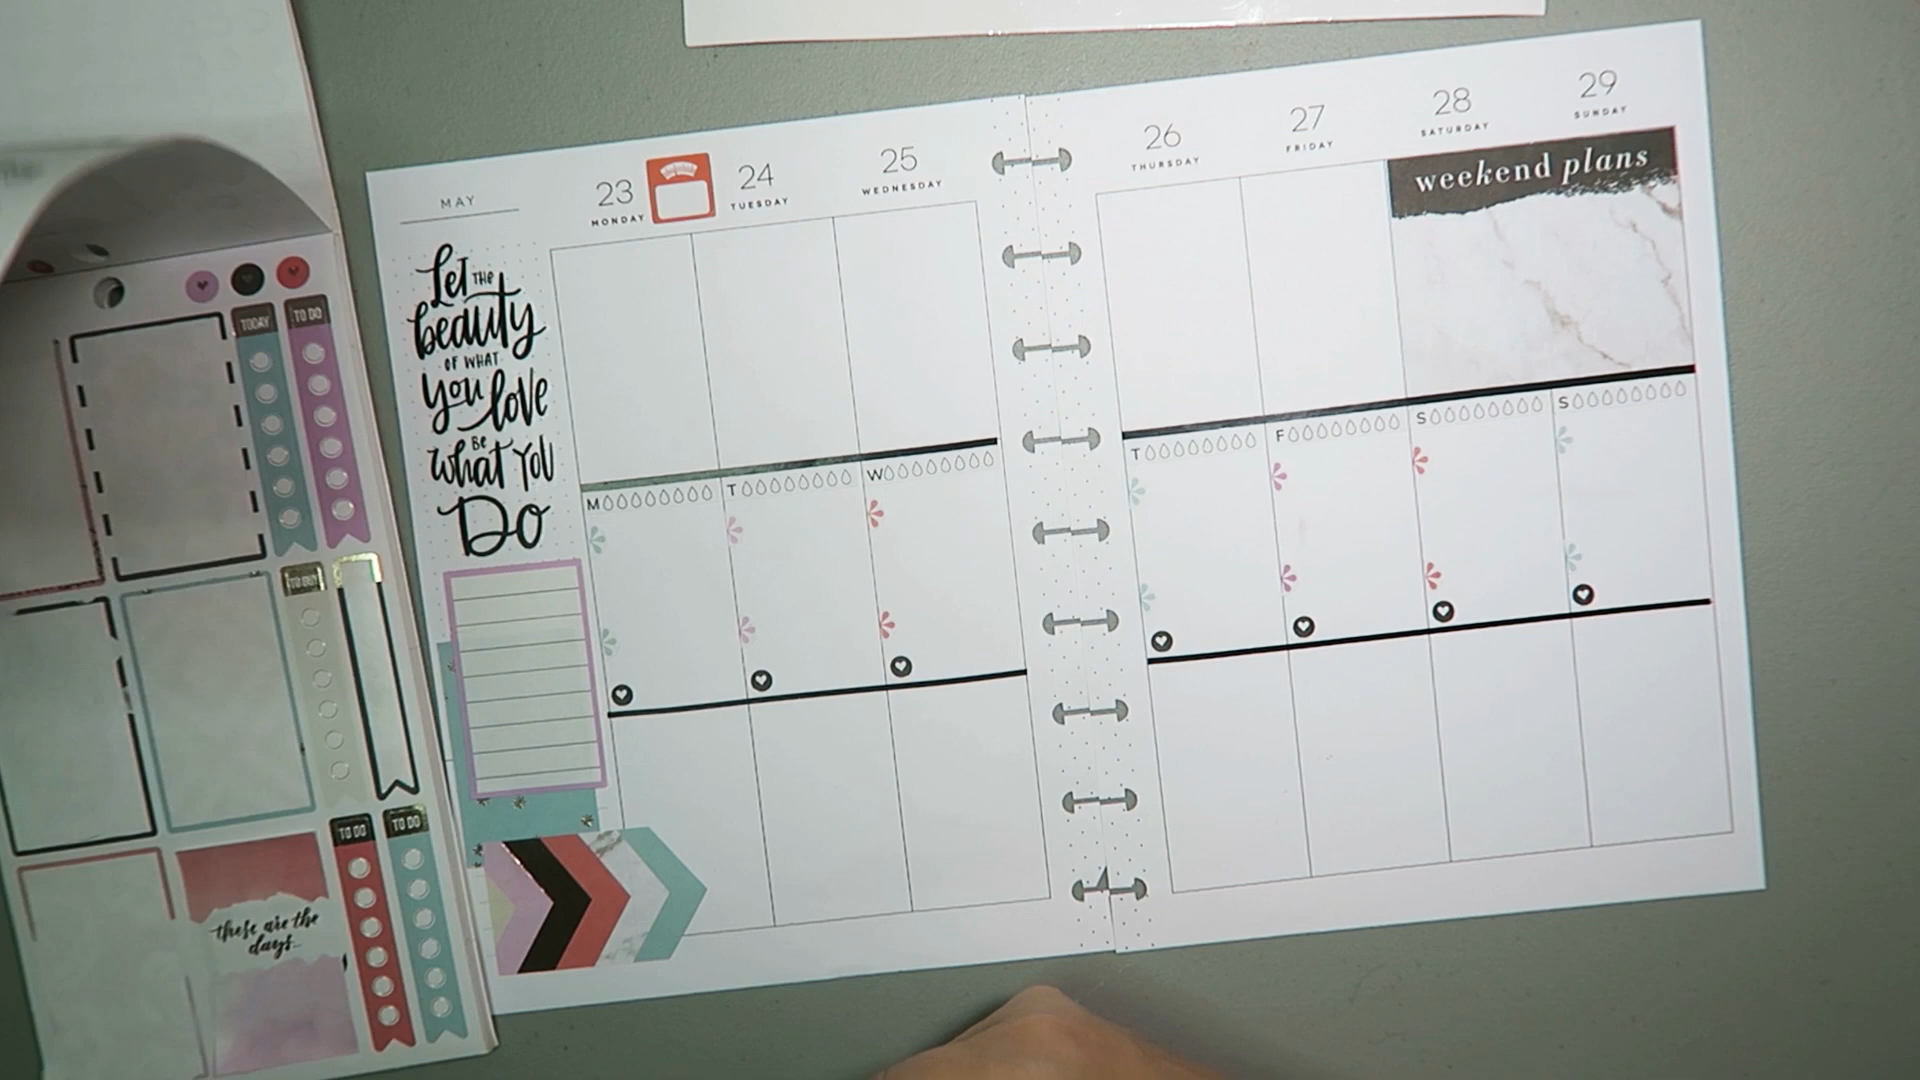 MAY
23
MONDAY
24
TUESDAY
25
WEDNESDAY
26
THURSDAY
27
FRIDAY
28
SATURDAY
29
SUNDAY
weekend plans
LET THE
beauty
OF WHAT
You love
BE
what You
Do
M
T
W
T
F
S
S
TODAY
TO DO
TO BUY
TO DO
TO DO
these are the
days...